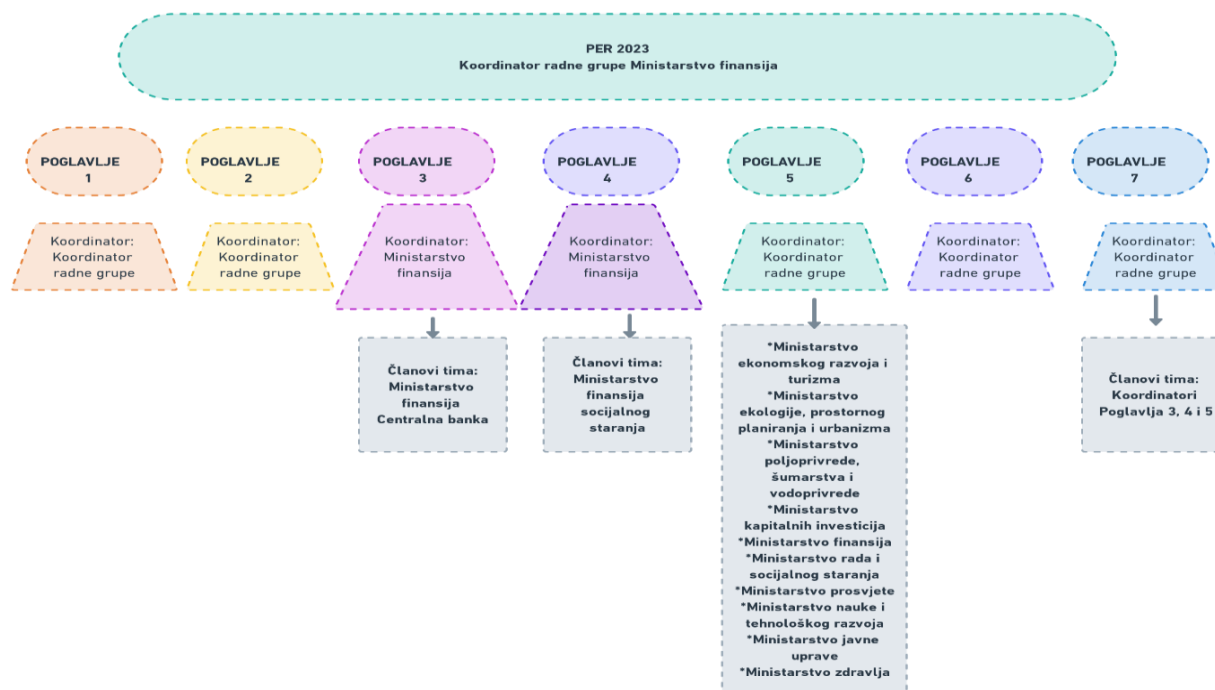 PER 2023
Koordinator radne grupe Ministarstvo finansija
POGLAVLJE
1
POGLAVLJE
2
POGLAVLJE
3
POGLAVLJE
4
POGLAVLJE
5
POGLAVLJE
6
POGLAVLJE
7
Koordinator:
Koordinator
radne grupe
Koordinator:
Koordinator
radne grupe
Koordinator:
Ministarstvo
finansija
Koordinator:
Ministarstvo
finansija
Koordinator:
Koordinator
radne grupe
Koordinator:
Koordinator
radne grupe
Koordinator:
Koordinator
radne grupe
Članovi tima:
Ministarstvo
finansija
Centralna banka
Članovi tima:
Ministarstvo
finansija
socijalnog
staranja
*Ministarstvo
ekonomskog razvoja i
turizma
*Ministarstvo
ekologije, prostornog
planiranja i urbanizma
*Ministarstvo
poljoprivrede,
šumarstva i
vodoprivrede
*Ministarstvo
kapitalnih investicija
*Ministarstvo finansija
*Ministarstvo rada i
socijalnog staranja
*Ministarstvo prosvjete
*Ministarstvo nauke i
tehnološkog razvoja
*Ministarstvo javne
uprave
*Ministarstvo zdravlja
Članovi tima:
Koordinatori
Poglavlja 3, 4 i 5